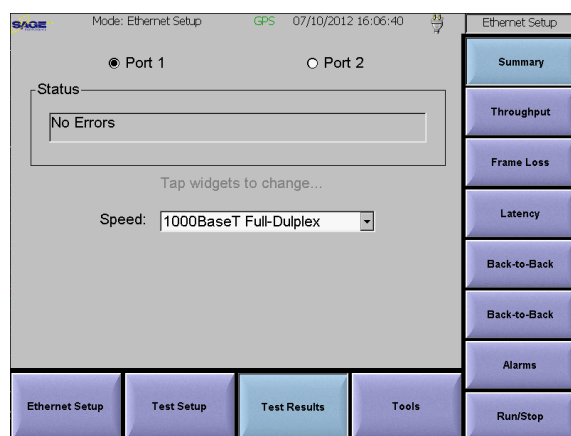 SAGE Mode: Ethernet Setup GPS 07/10/2012 16:06:40 Ethernet Setup
Port 1 Port 2
Status
No Errors
Tap widgets to change...
Speed: 1000BaseT Full-Dulplex
Summary
Throughput
Frame Loss
Latency
Back-to-Back
Back-to-Back
Alarms
Run/Stop
Ethernet Setup Test Setup Test Results Tools